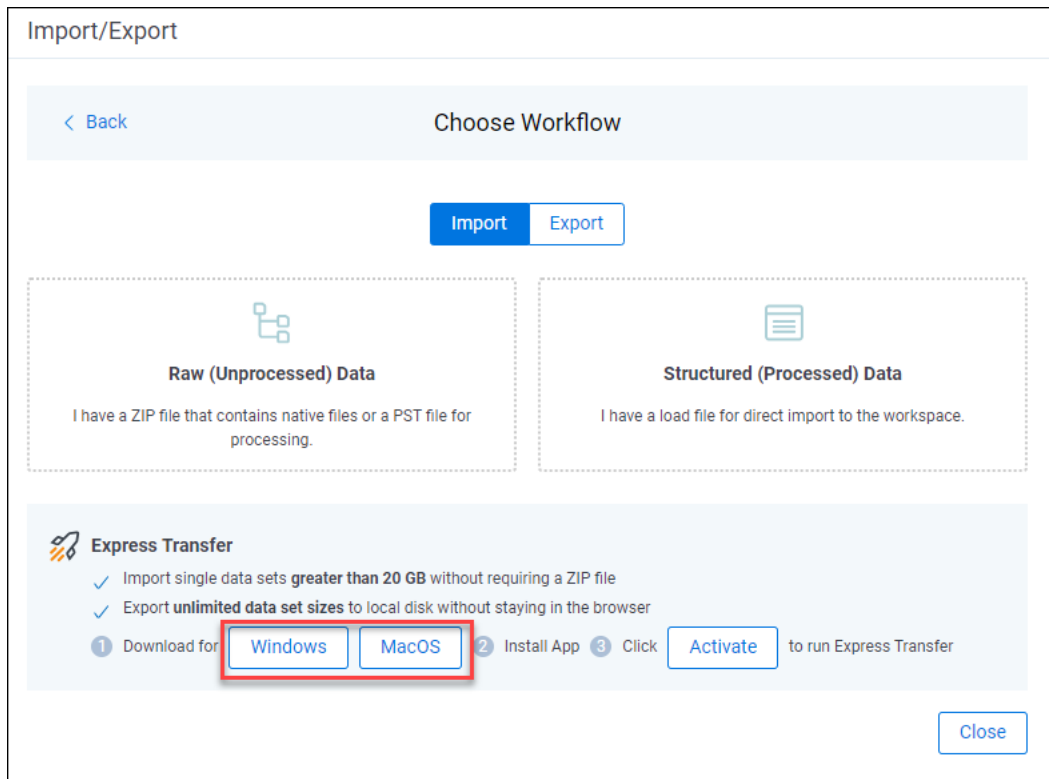 Import/Export
Back
Choose Workflow
Import
Export
Raw (Unprocessed) Data
I have a ZIP file that contains native files or a PST file for
processing.
Structured (Processed) Data
I have a load file for direct import to the workspace.
Express Transfer
Import single data sets greater than 20 GB without requiring a ZIP file
Export unlimited data set sizes to local disk without staying in the browser
1 Download for Windows MacOS 2 Install App 3 Click Activate to run Express Transfer
Close